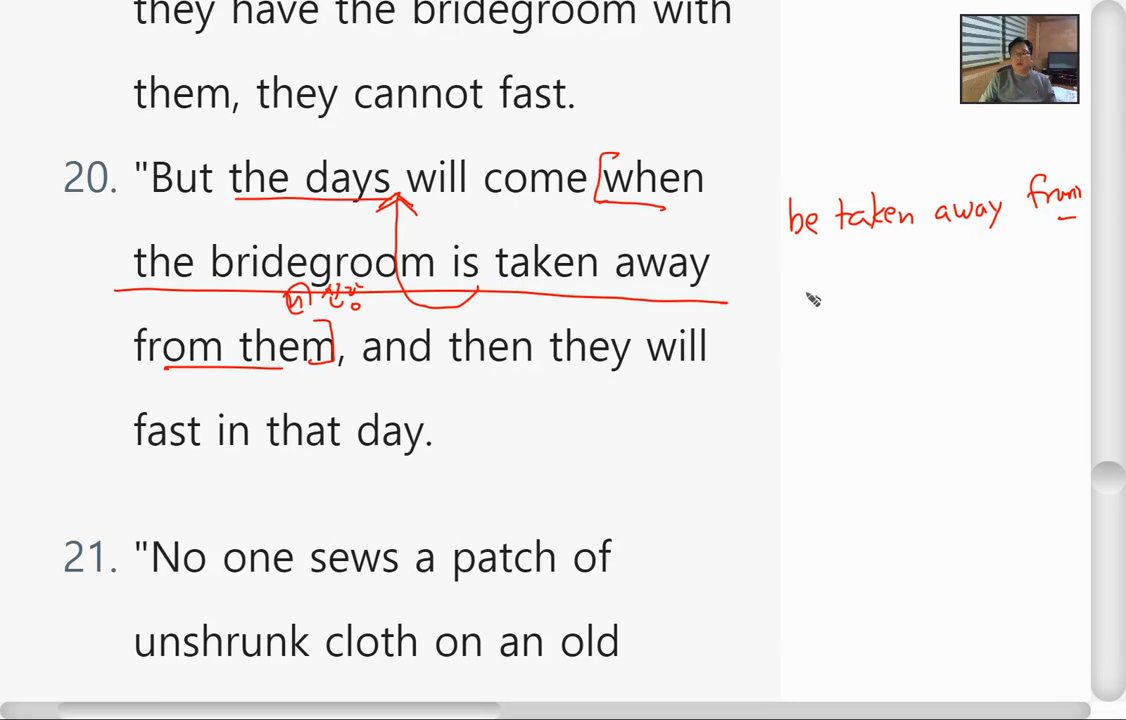 they have the bridegroom with
them, they cannot fast.
20. "But the days will come [when
be taken away from
the bridegroom is taken away
신랑
from them], and then they will
fast in that day.
21. "No one sews a patch of
unshrunk cloth on an old